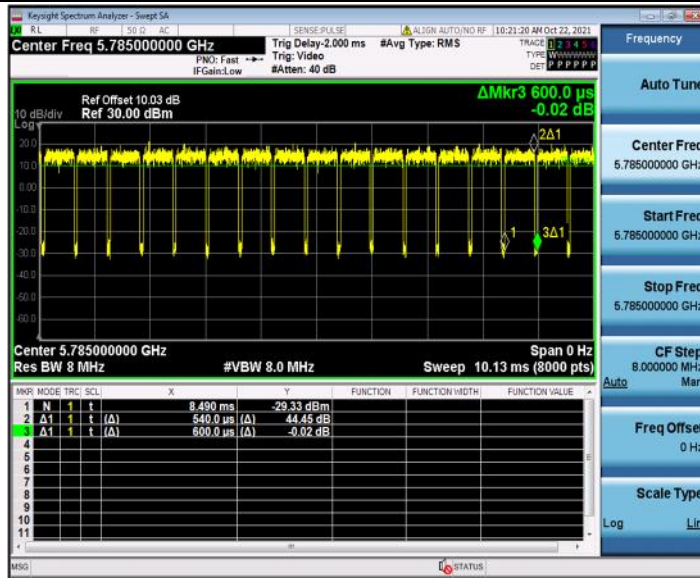 Keysight Spectrum Analyzer - Swept SA
RL RF 50 Ω AC SENSE:PULSE ALIGN AUTO/NO RF 10:21:20 AM Oct 22, 2021
Center Freq 5.785000000 GHz
Trig Delay-2.000 ms #Avg Type: RMS
TRACE 1 2 3 4 5 6
PNO: Fast Trig: Video
TYPE WWWWWW
IFGain:Low #Atten: 40 dB
DET P P P P P P
ΔMkr3 600.0 µs
-0.02 dB
Ref Offset 10.03 dB
10 dB/div Ref 30.00 dBm
Log
20.0
10.0
0.00
-10.0
-20.0
-30.0
-40.0
-50.0
-60.0
2Δ1
1
3Δ1
Center 5.785000000 GHz Span 0 Hz
Res BW 8 MHz #VBW 8.0 MHz Sweep 10.13 ms (8000 pts)
MKR MODE TRC SCL X Y FUNCTION FUNCTION WIDTH FUNCTION VALUE
1 N 1 t 8.490 ms -29.33 dBm
2 Δ1 1 t (Δ) 540.0 µs (Δ) 44.45 dB
3 Δ1 1 t (Δ) 600.0 µs (Δ) -0.02 dB
4
5
6
7
8
9
10
11
MSG STATUS
Frequency
Auto Tune
Center Freq
5.785000000 GHz
Start Freq
5.785000000 GHz
Stop Freq
5.785000000 GHz
CF Step
8.000000 MHz
Auto Man
Freq Offset
0 Hz
Scale Type
Log Lin